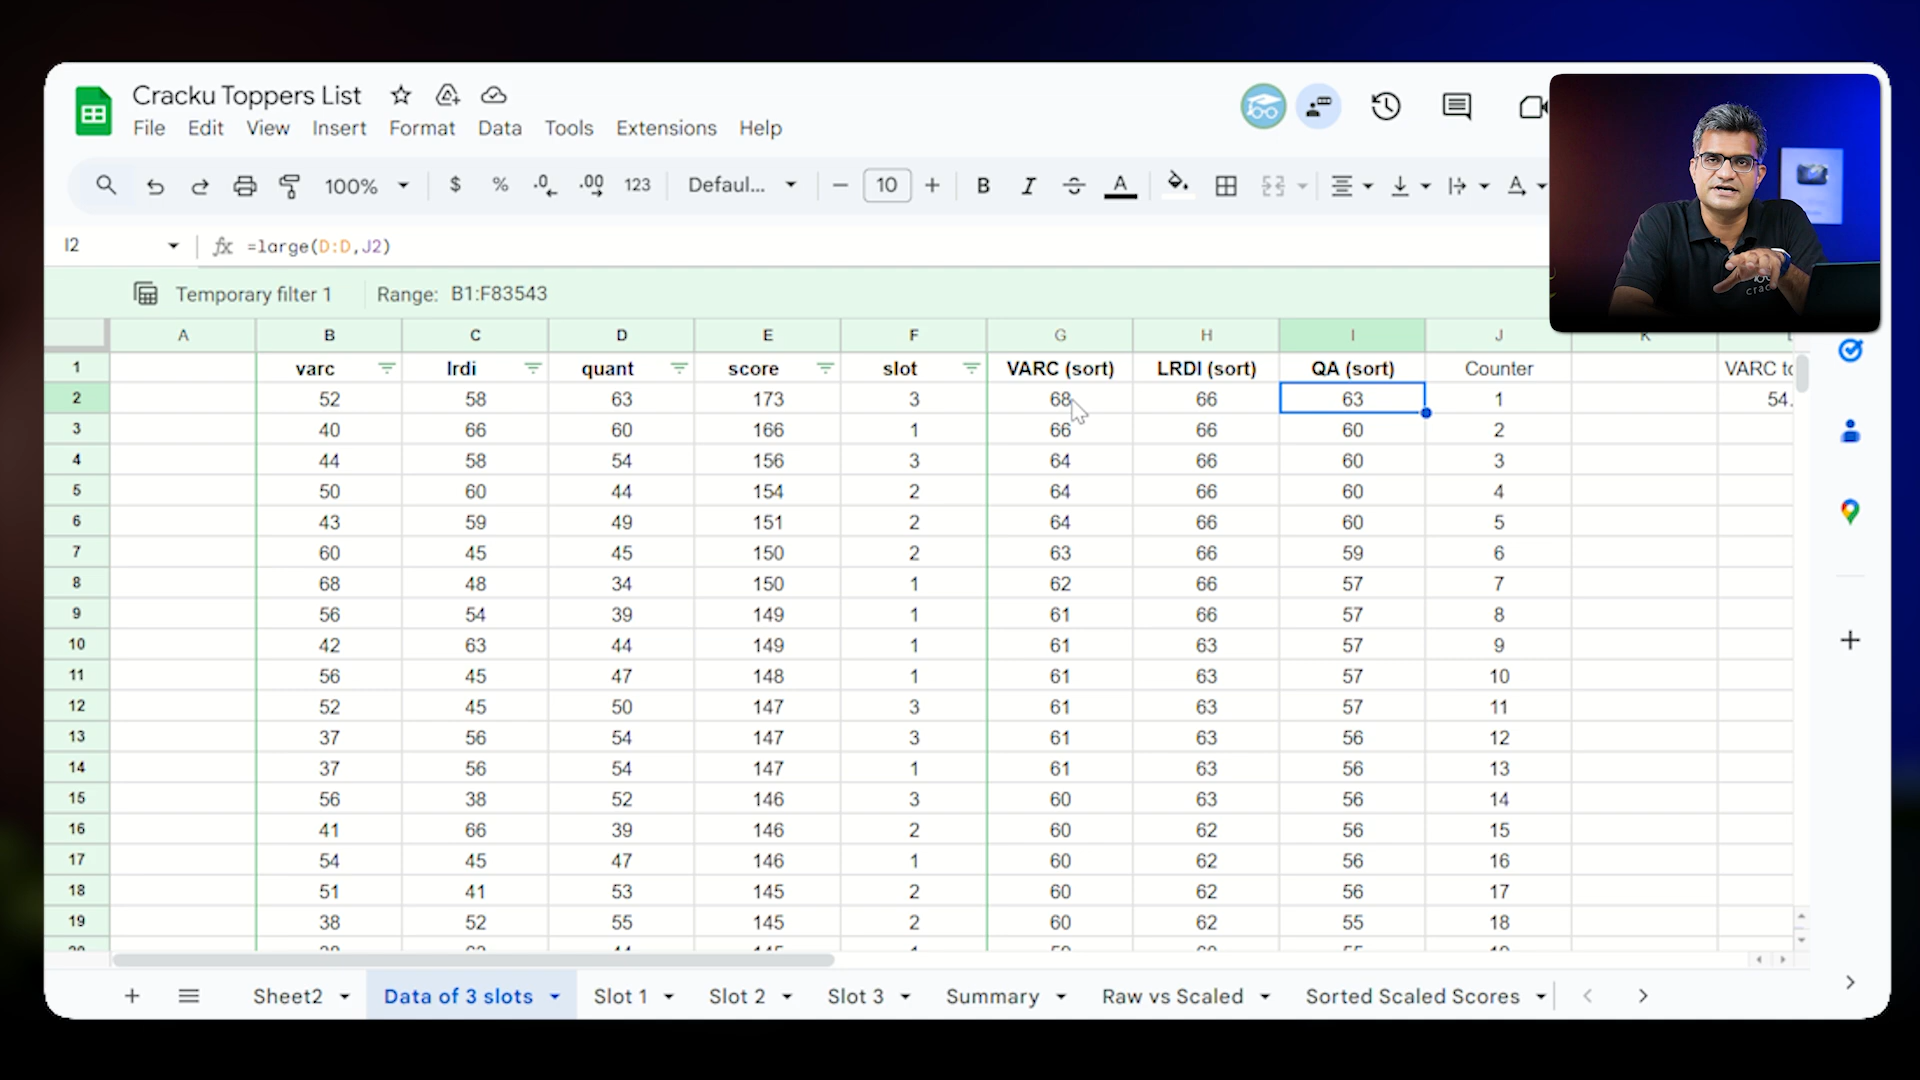 Cracku Toppers List
File Edit View Insert Format Data Tools Extensions Help
100% $ % .0 .00 123 Defaul... 10 B I A A
I2 fx =large(D:D,J2)
Temporary filter 1 Range: B1:F83543
A B C D E F G H I J K
1 varc lrdi quant score slot VARC (sort) LRDI (sort) QA (sort) Counter VARC to
2 52 58 63 173 3 68 66 63 1 54.
3 40 66 60 166 1 66 66 60 2
4 44 58 54 156 3 64 66 60 3
5 50 60 44 154 2 64 66 60 4
6 43 59 49 151 2 64 66 60 5
7 60 45 45 150 2 63 66 59 6
8 68 48 34 150 1 62 66 57 7
9 56 54 39 149 1 61 66 57 8
10 42 63 44 149 1 61 63 57 9
11 56 45 47 148 1 61 63 57 10
12 52 45 50 147 3 61 63 57 11
13 37 56 54 147 3 61 63 56 12
14 37 56 54 147 1 61 63 56 13
15 56 38 52 146 3 60 63 56 14
16 41 66 39 146 2 60 62 56 15
17 54 45 47 146 1 60 62 56 16
18 51 41 53 145 2 60 62 56 17
19 38 52 55 145 2 60 62 55 18
Sheet2 Data of 3 slots Slot 1 Slot 2 Slot 3 Summary Raw vs Scaled Sorted Scaled Scores